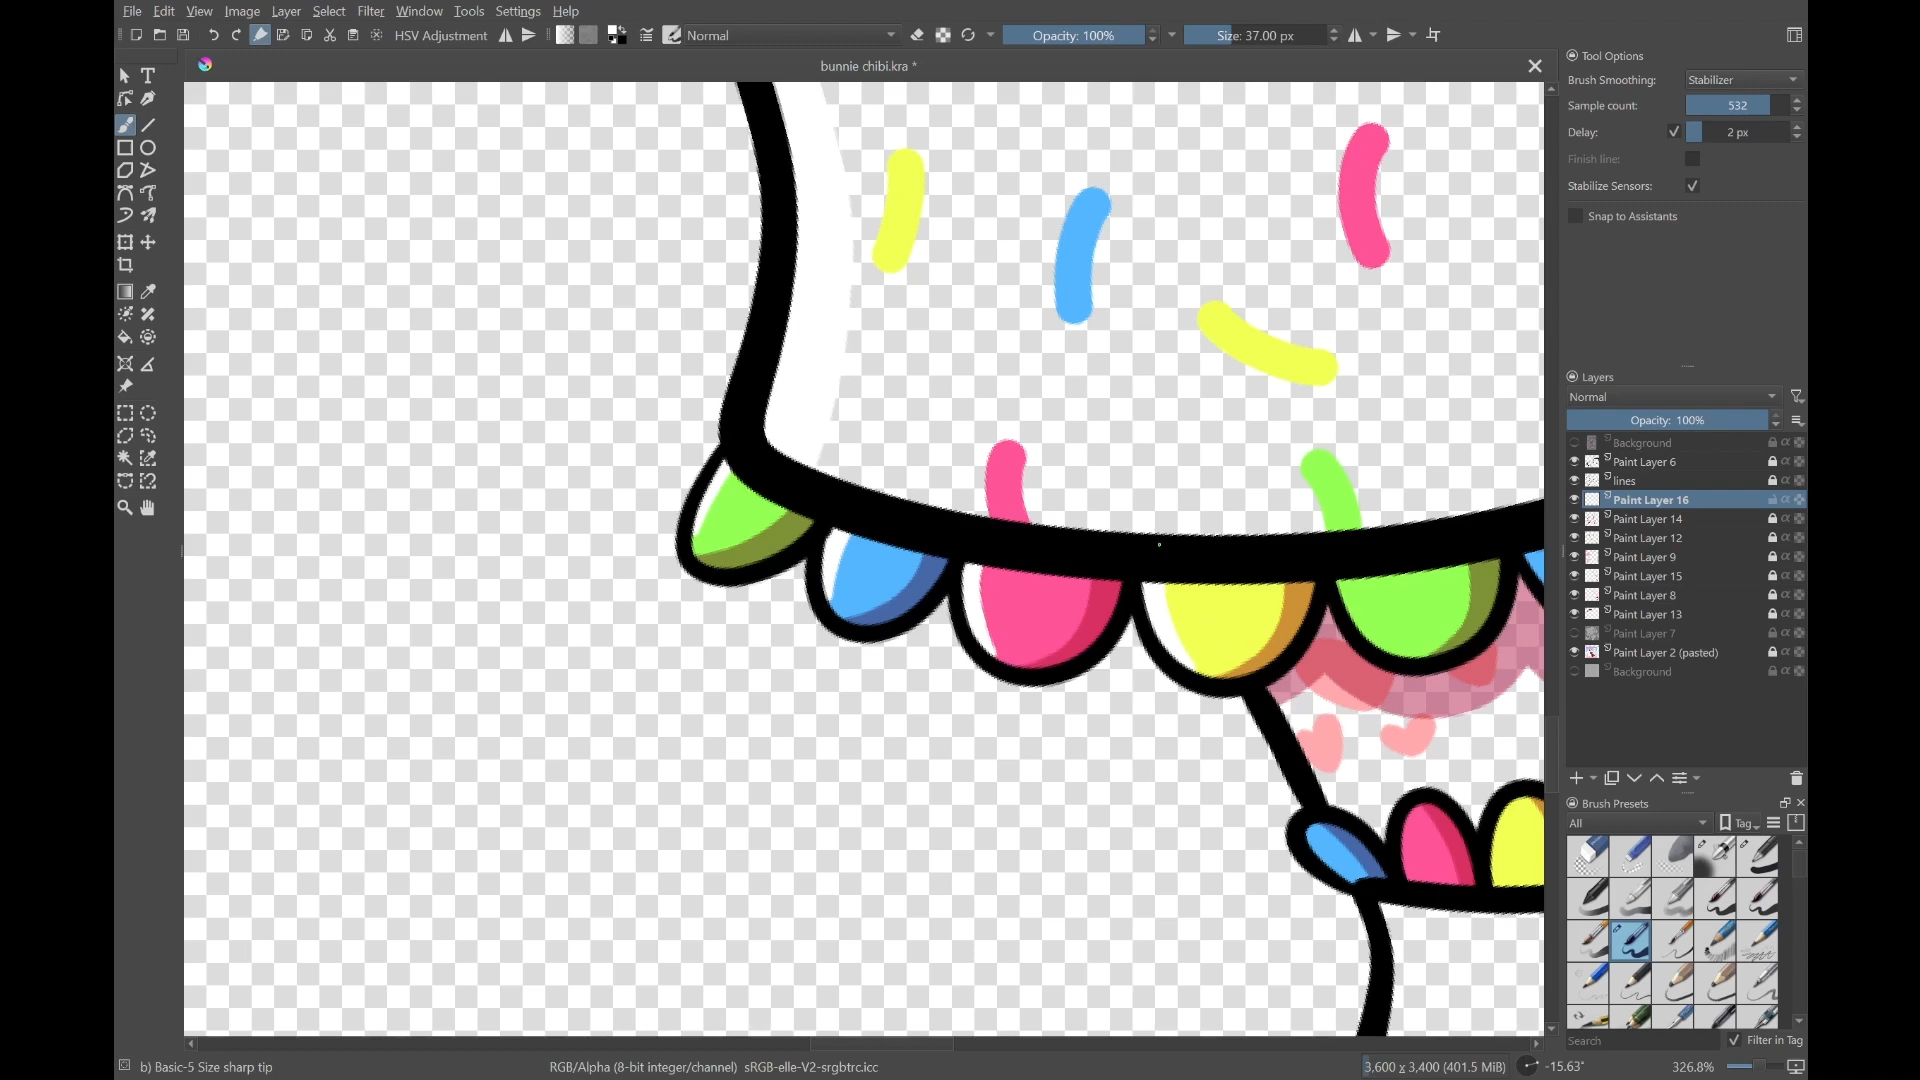 File Edit View Image Layer Select Filter Window Tools Settings Help
HSV Adjustment Normal Opacity: 100% Size: 37.00 px
bunnie chibi.kra *
Tool Options
Brush Smoothing: Stabilizer
Sample count: 532
Delay: 2 px
Finish line:
Stabilize Sensors:
Snap to Assistants
Layers
Normal
Opacity: 100%
Background
Paint Layer 6
lines
Paint Layer 16
Paint Layer 14
Paint Layer 12
Paint Layer 9
Paint Layer 15
Paint Layer 8
Paint Layer 13
Paint Layer 7
Paint Layer 2 (pasted)
Background
Brush Presets
All Tag
Search Filter in Tag
b) Basic-5 Size sharp tip RGB/Alpha (8-bit integer/channel) sRGB-elle-V2-srgbtrc.icc 3,600 x 3,400 (401.5 MiB) -15.63° 326.8%